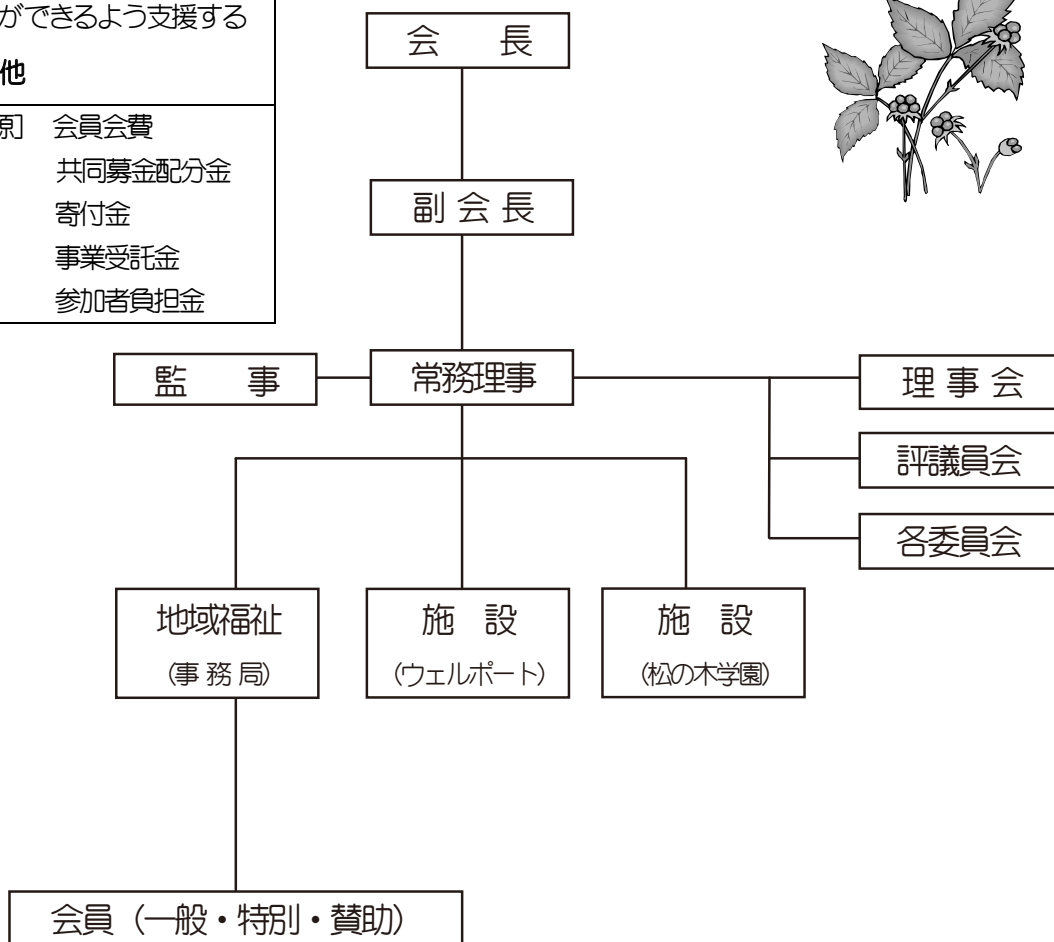 ができるよう支援する
他
会員会費
共同募金配分金
寄付金
事業受託金
参加者負担金
会　長
副 会 長
監　事
常務理事
理 事 会
評議員会
各委員会
地域福祉
(事 務 局)
施　設
(ウェルポート)
施　設
(松の木学園)
会員（一般・特別・賛助）